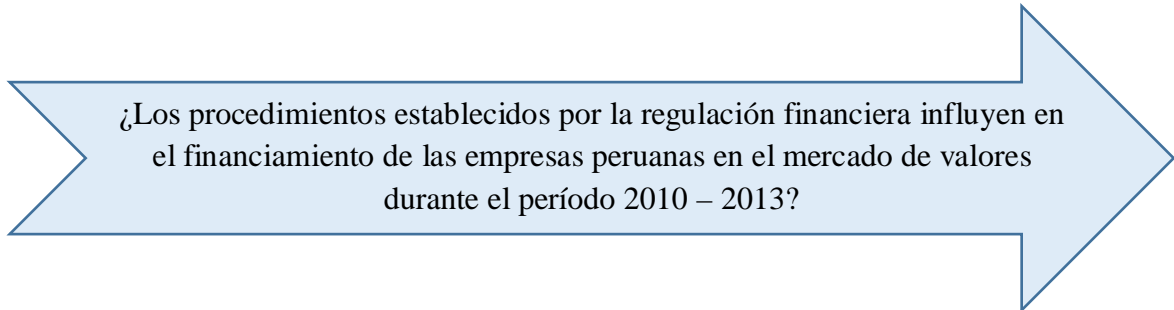 ¿Los procedimientos establecidos por la regulación financiera influyen en
el financiamiento de las empresas peruanas en el mercado de valores
durante el período 2010 – 2013?